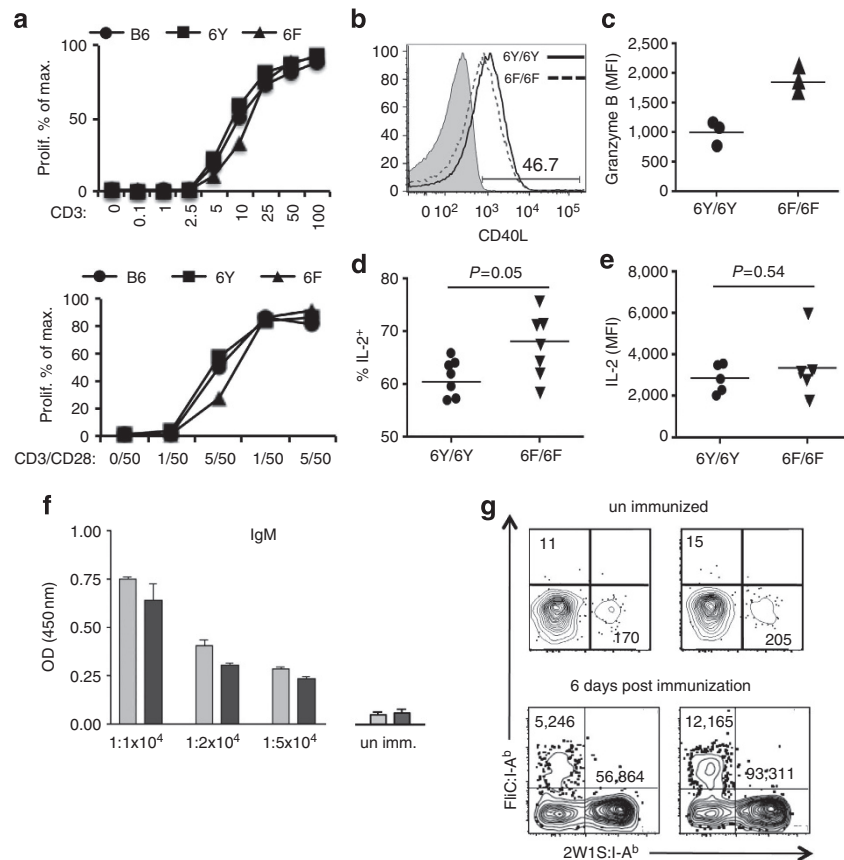 a
B6 6Y 6F
Prolif. % of max.
100
50
0
CD3: 0 0.1 1 2.5 5 10 25 50 100
B6 6Y 6F
Prolif. % of max.
100
80
60
40
20
0
CD3/CD28: 0/50 1/50 5/50 1/50 5/50
b
100
80
60
40
20
0
6Y/6Y
6F/6F
46.7
0 10² 10³ 10⁴ 10⁵
CD40L
c
Granzyme B (MFI)
2,500
2,000
1,500
1,000
500
0
6Y/6Y 6F/6F
d
P=0.05
% IL-2⁺
80
70
60
50
6Y/6Y 6F/6F
e
P=0.54
IL-2 (MFI)
8,000
6,000
4,000
2,000
0
6Y/6Y 6F/6F
f
IgM
OD (450 nm)
1.00
0.75
0.50
0.25
0.00
1:1x10⁴ 1:2x10⁴ 1:5x10⁴ un imm.
g
un immunized
11
170
15
205
6 days post immunization
5,246
56,864
12,165
93,311
FliC:I-Aᵇ
2W1S:I-Aᵇ